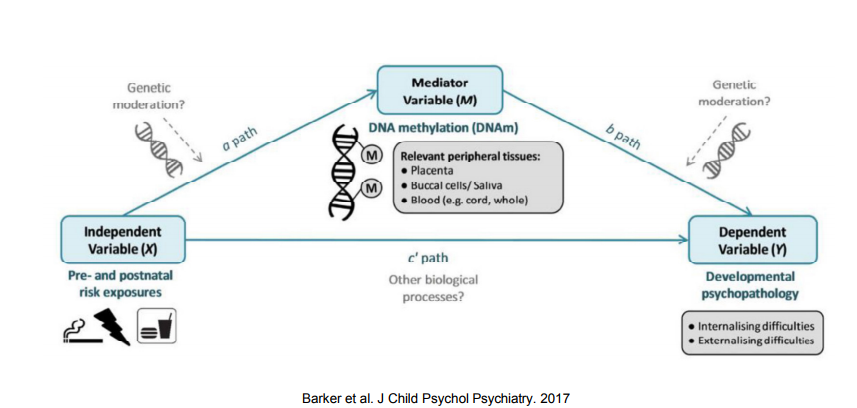 Genetic
moderation?
a path
Mediator
Variable (M)
DNA methylation (DNAm)
M
M
Relevant peripheral tissues:
● Placenta
● Buccal cells/ Saliva
● Blood (e.g. cord, whole)
b path
Genetic
moderation?
Independent
Variable (X)
Pre- and postnatal
risk exposures
c' path
Other biological
processes?
Dependent
Variable (Y)
Developmental
psychopathology
● Internalising difficulties
● Externalising difficulties
Barker et al. J Child Psychol Psychiatry. 2017